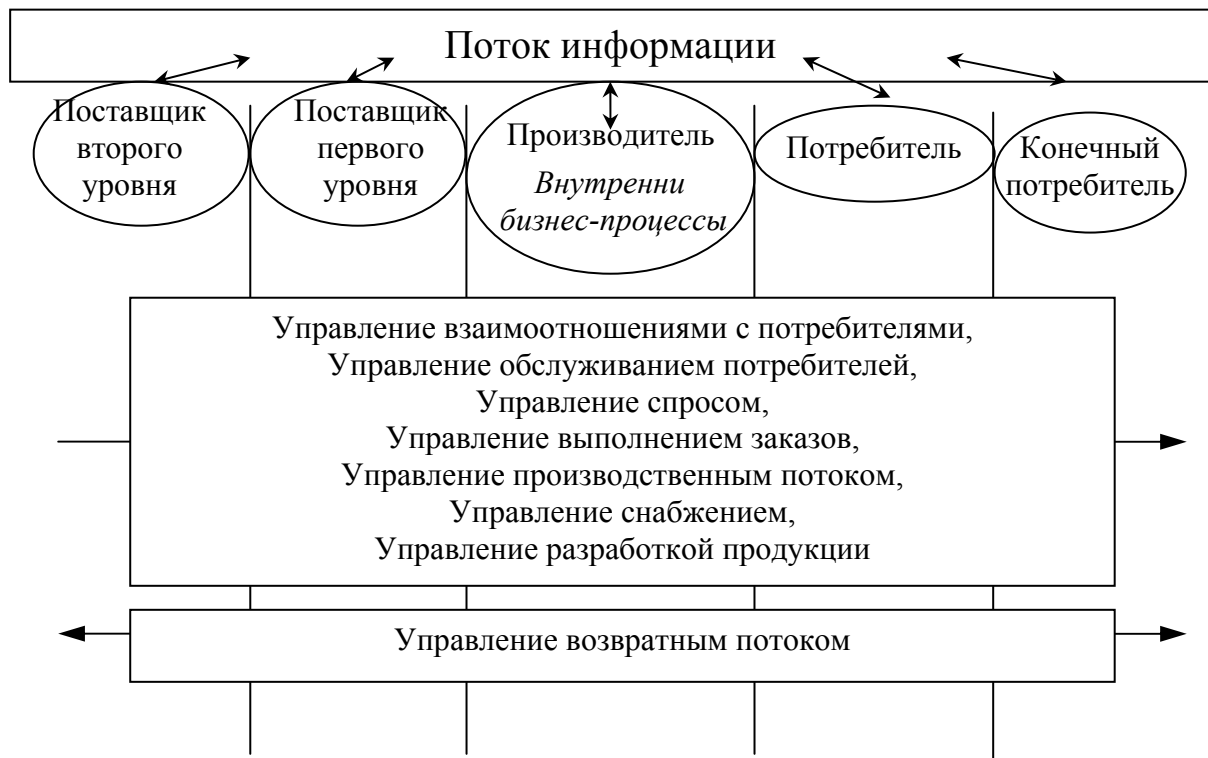 Поток информации
Поставщик
второго
уровня
Поставщик
первого
уровня
Производитель
Внутренни
бизнес-процессы
Потребитель
Конечный
потребитель
Управление взаимоотношениями с потребителями,
Управление обслуживанием потребителей,
Управление спросом,
Управление выполнением заказов,
Управление производственным потоком,
Управление снабжением,
Управление разработкой продукции
Управление возвратным потоком